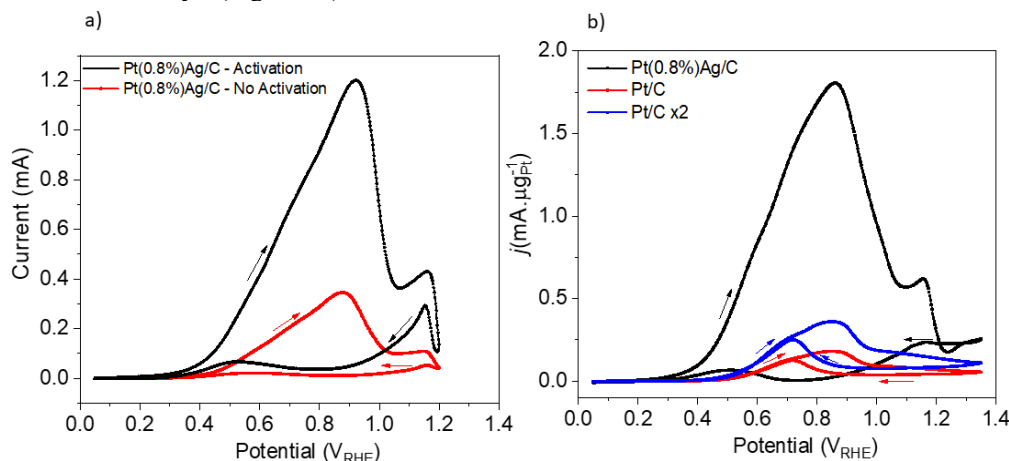 a)
Pt(0.8%)Ag/C - Activation
Pt(0.8%)Ag/C - No Activation
Current (mA)
1.2
1.0
0.8
0.6
0.4
0.2
0.0
0.0 0.2 0.4 0.6 0.8 1.0 1.2 1.4
Potential (V_RHE)
b)
Pt(0.8%)Ag/C
Pt/C
Pt/C x2
j(mA.µg_Pt^-1)
2.0
1.5
1.0
0.5
0.0
0.0 0.2 0.4 0.6 0.8 1.0 1.2 1.4
Potential (V_RHE)